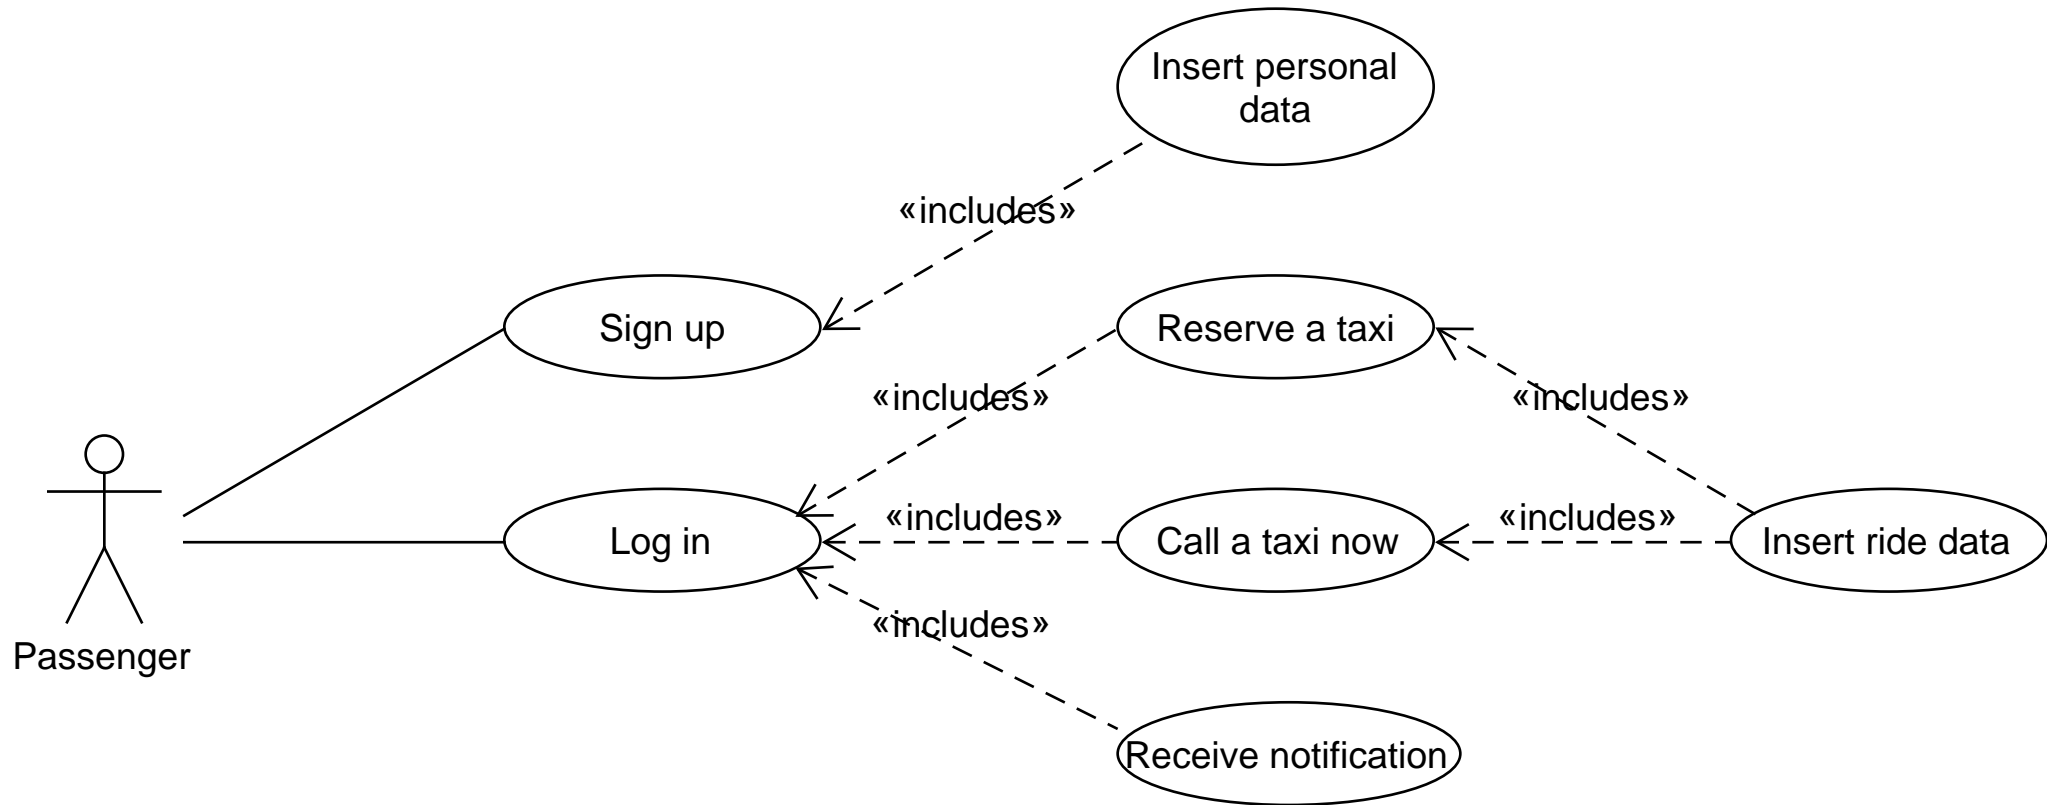 Insert personal
data
«includes»
Sign up
Reserve a taxi
«includes»
«includes»
Log in
«includes»
Call a taxi now
«includes»
Insert ride data
«includes»
Passenger
Receive notification